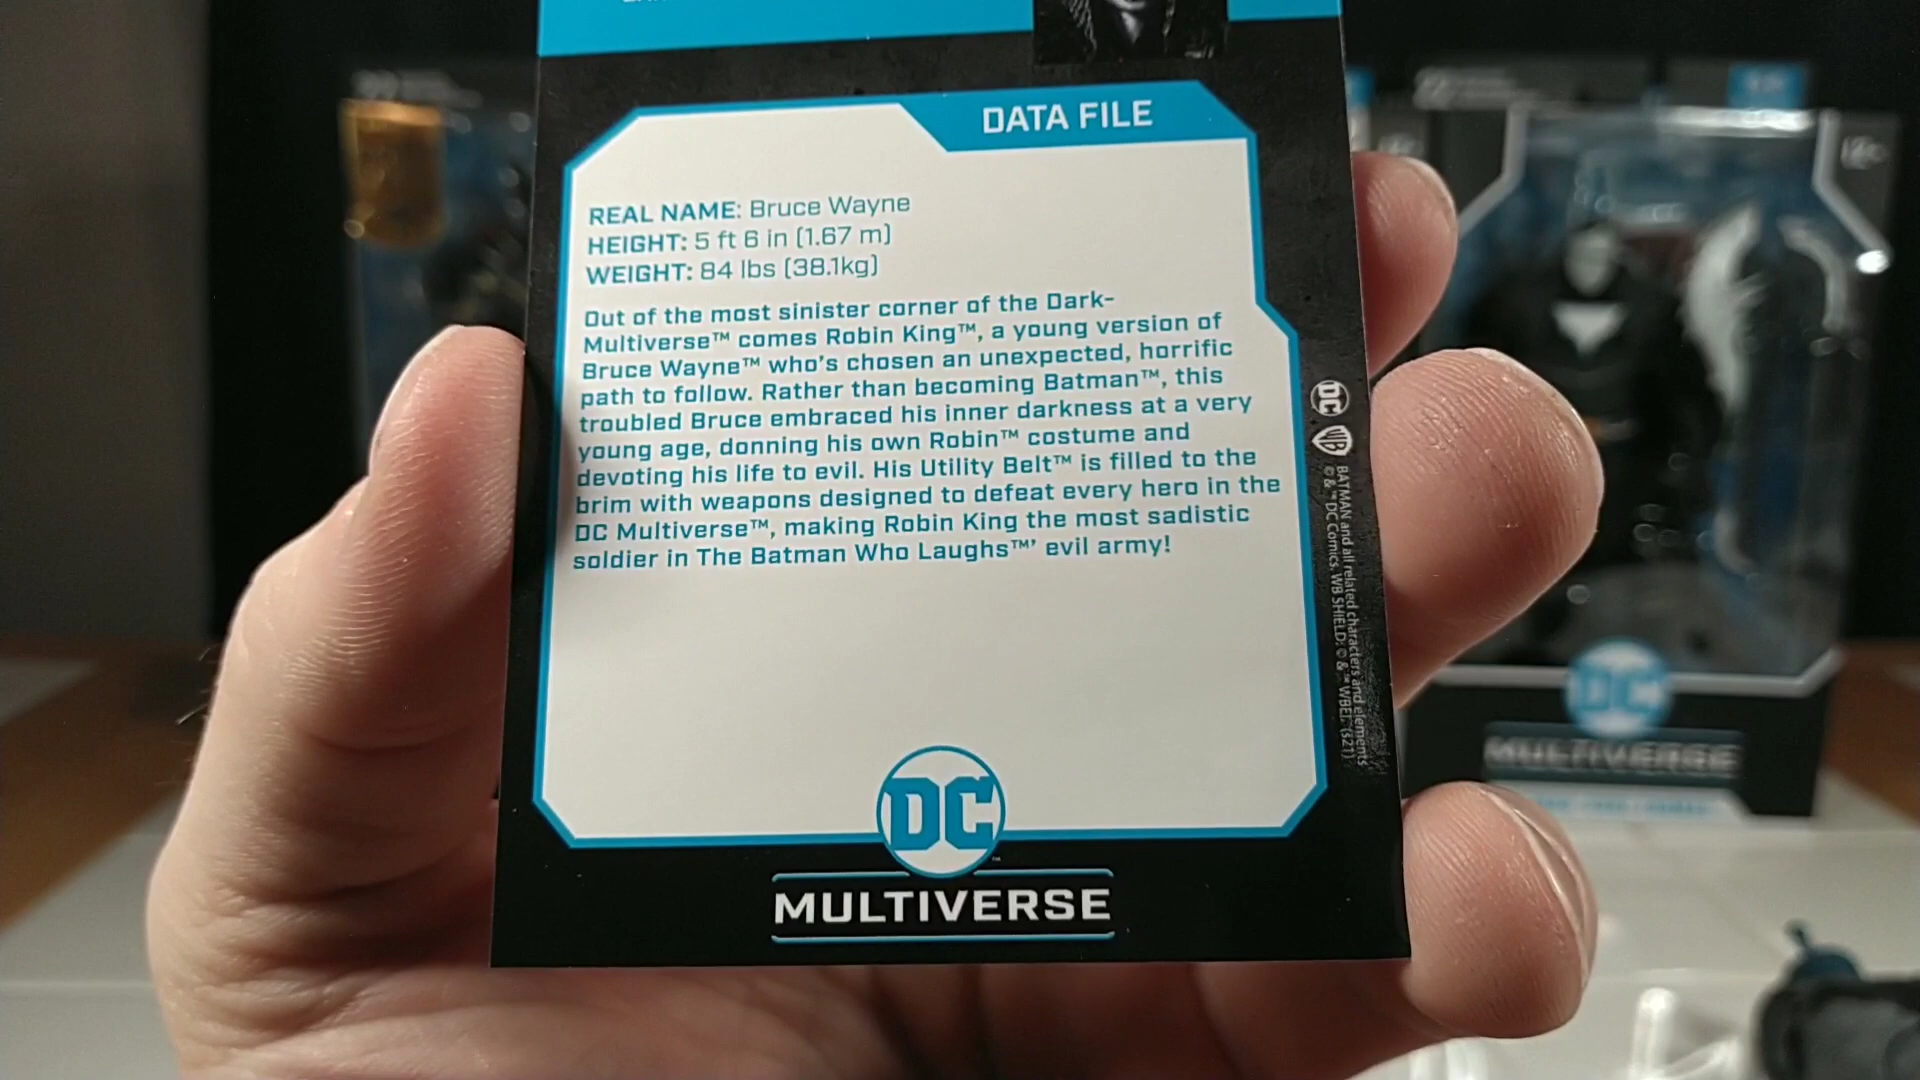 DATA FILE
REAL NAME: Bruce Wayne
HEIGHT: 5 ft 6 in (1.67 m)
WEIGHT: 84 lbs (38.1kg)
Out of the most sinister corner of the Dark-
Multiverse™ comes Robin King™, a young version of
Bruce Wayne™ who's chosen an unexpected, horrific
path to follow. Rather than becoming Batman™, this
troubled Bruce embraced his inner darkness at a very
young age, donning his own Robin™ costume and
devoting his life to evil. His Utility Belt™ is filled to the
brim with weapons designed to defeat every hero in the
DC Multiverse™, making Robin King the most sadistic
soldier in The Batman Who Laughs™' evil army!
DC
MULTIVERSE
DC
WB
BATMAN and all related characters and elements
© & ™ DC Comics. WB SHIELD: © & ™ WBEI. (s21)
12+
DC
MULTIVERSE